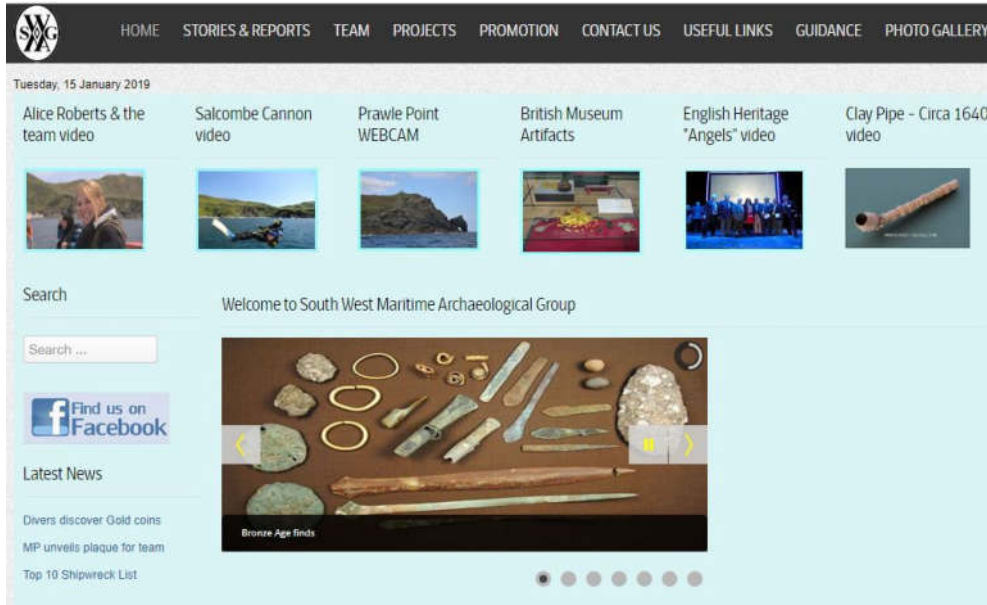 SWMAG
HOME STORIES & REPORTS TEAM PROJECTS PROMOTION CONTACT US USEFUL LINKS GUIDANCE PHOTO GALLERY
Tuesday, 15 January 2019
Alice Roberts & the
team video
Salcombe Cannon
video
Prawle Point
WEBCAM
British Museum
Artifacts
English Heritage
"Angels" video
Clay Pipe - Circa 1640
video
Search
Search ...
Find us on
Facebook
Latest News
Divers discover Gold coins
MP unveils plaque for team
Top 10 Shipwreck List
Welcome to South West Maritime Archaeological Group
Bronze Age finds